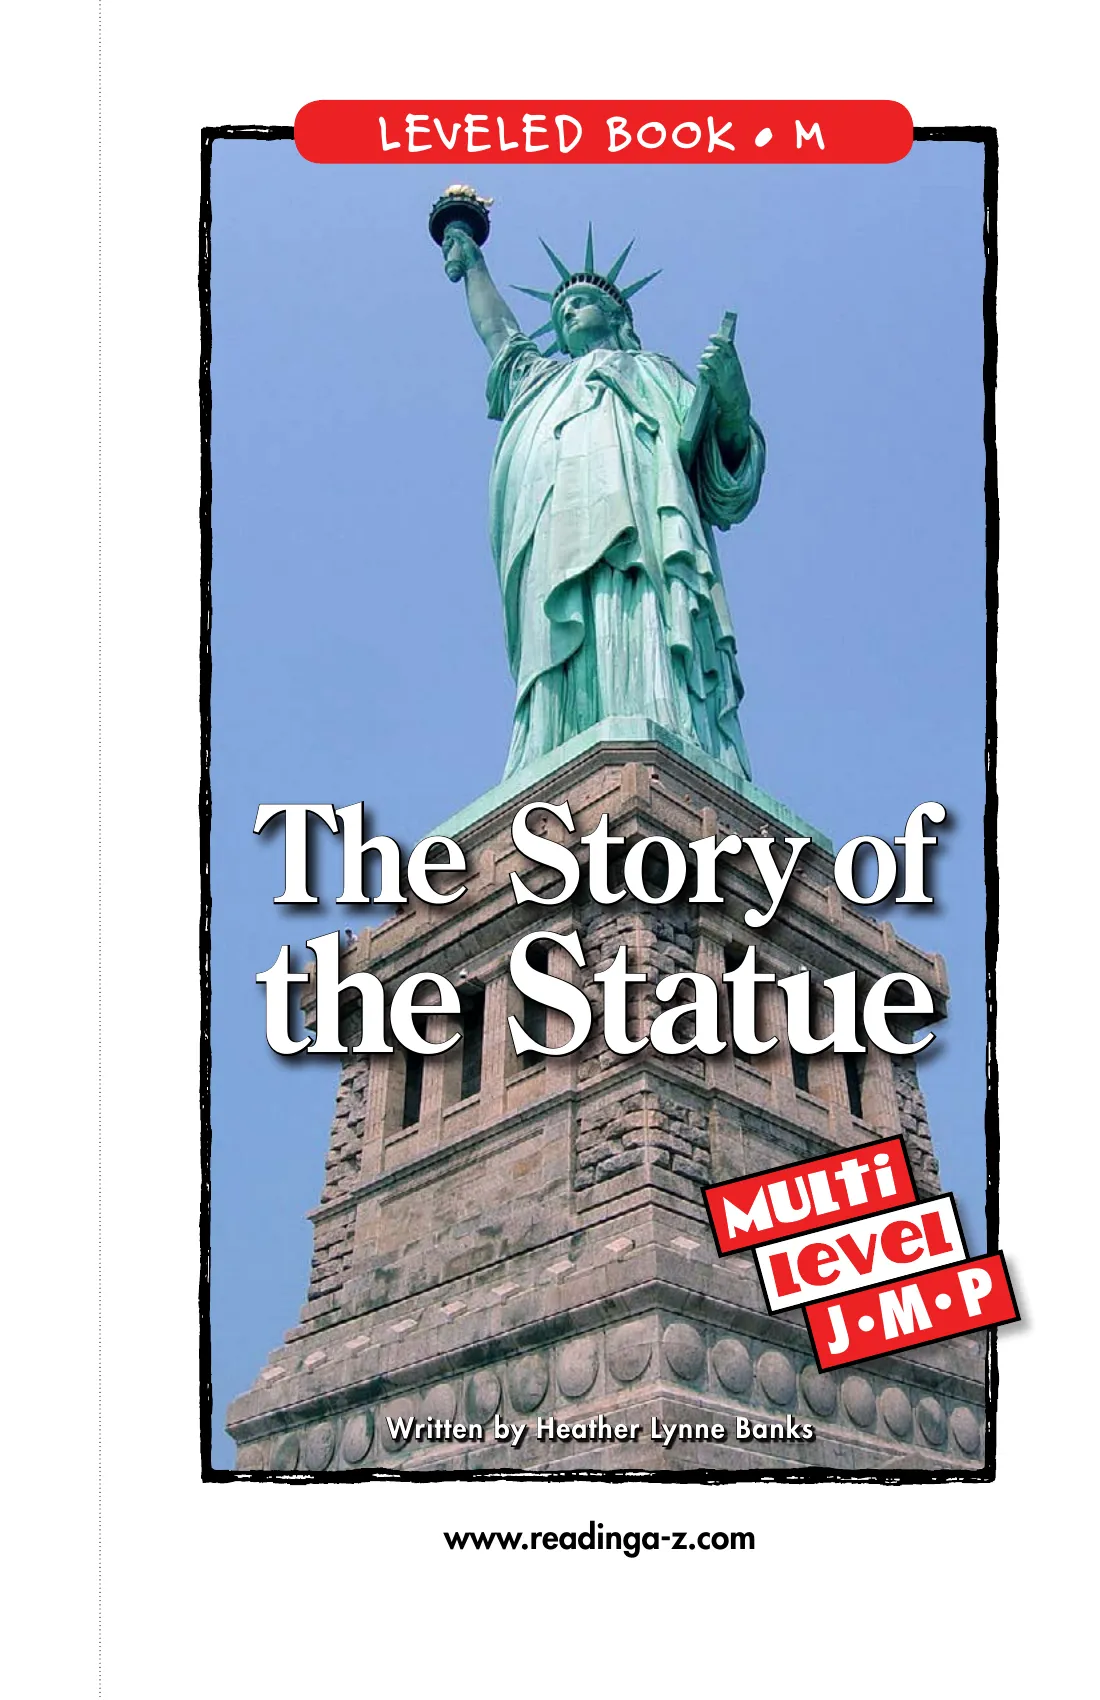 LEVELED BOOK • M
The Story of
the Statue
Multi
level
J•M•P
Written by Heather Lynne Banks
www.readinga-z.com